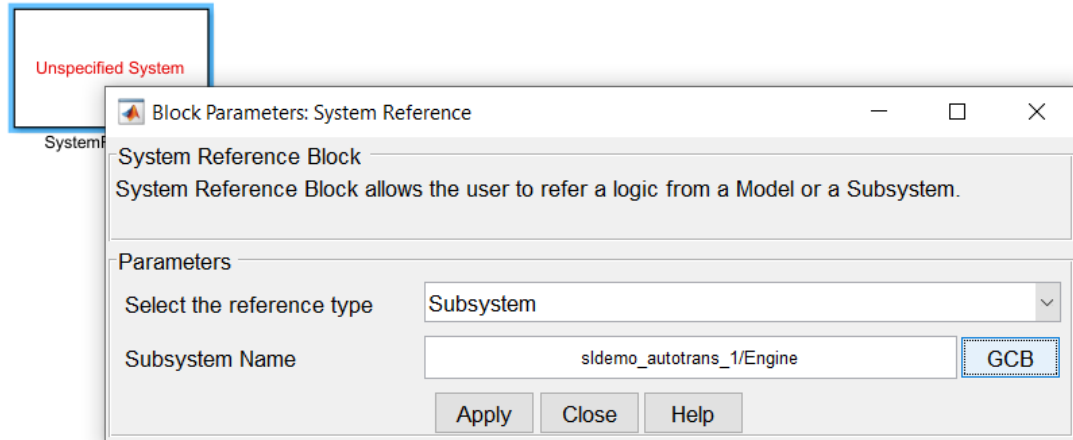 Unspecified System
Block Parameters: System Reference
System
System Reference Block
System Reference Block allows the user to refer a logic from a Model or a Subsystem.
Parameters
Select the reference type
Subsystem
Subsystem Name
sldemo_autotrans_1/Engine
GCB
Apply
Close
Help